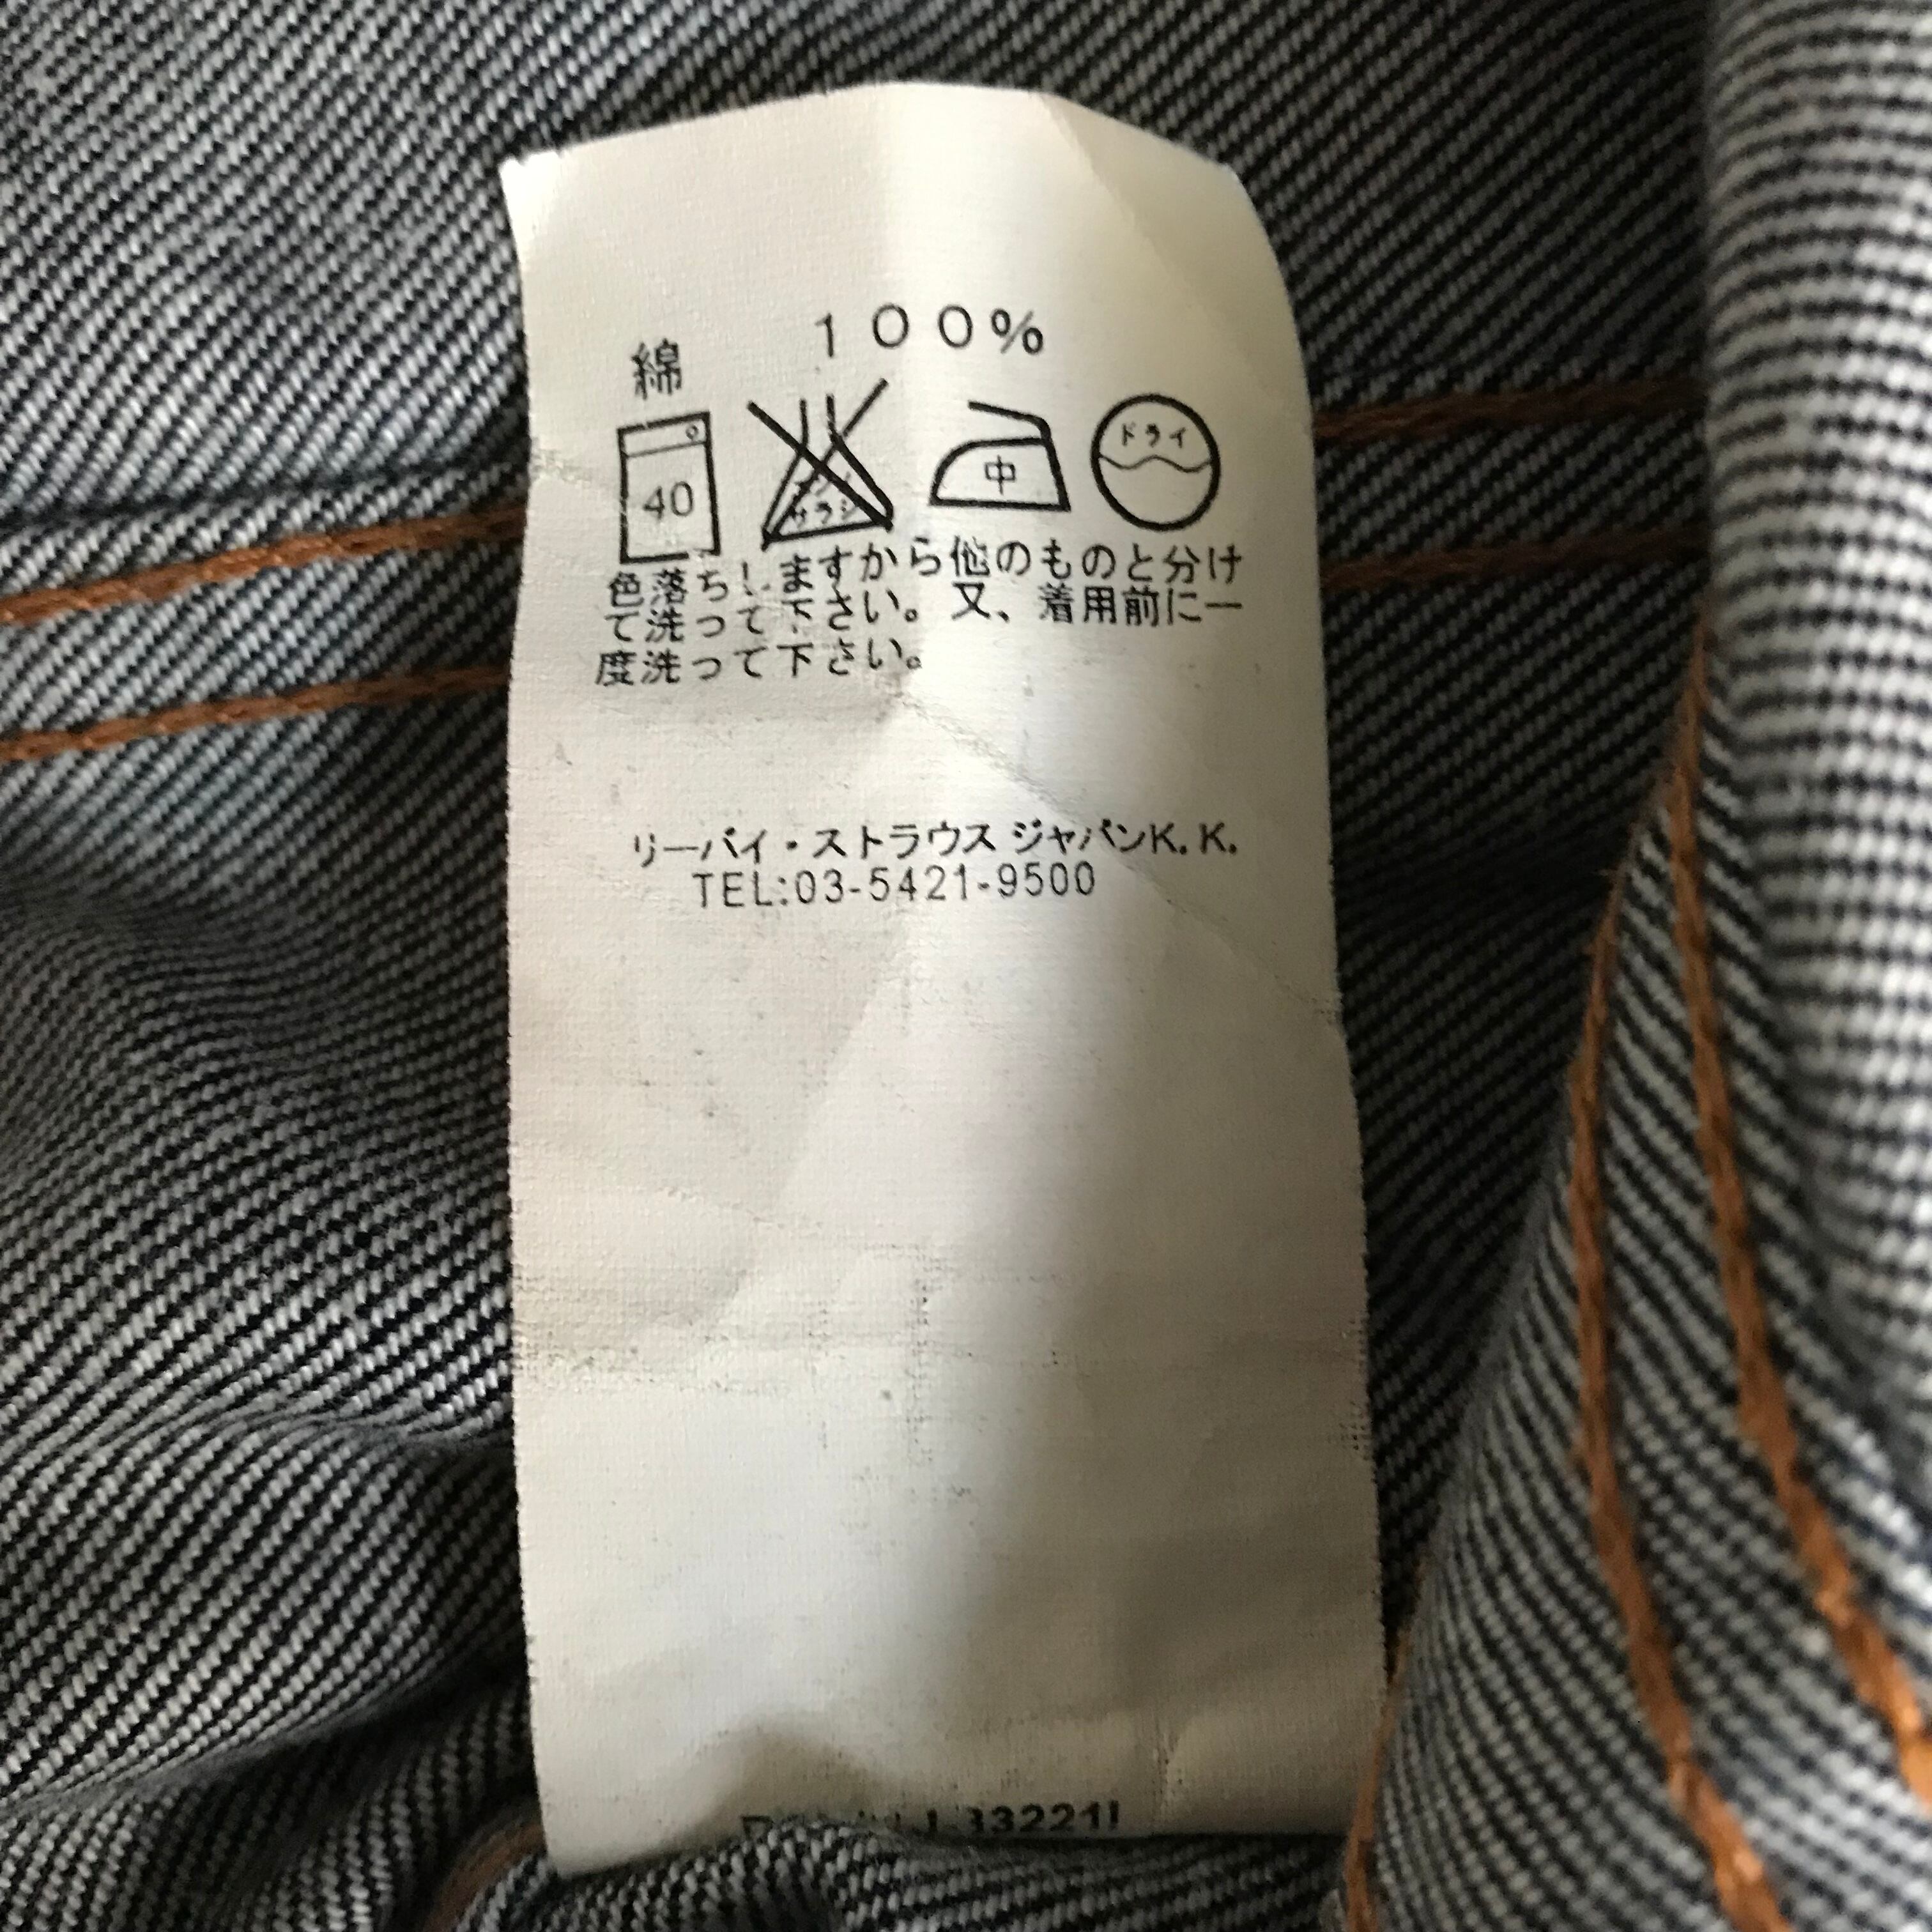 綿 100%
40
サラシ
中
ドライ
色落ちしますから他のものと分け
て洗って下さい。又、着用前に一
度洗って下さい。
リーバイ・ストラウス ジャパンK.K.
TEL:03-5421-9500